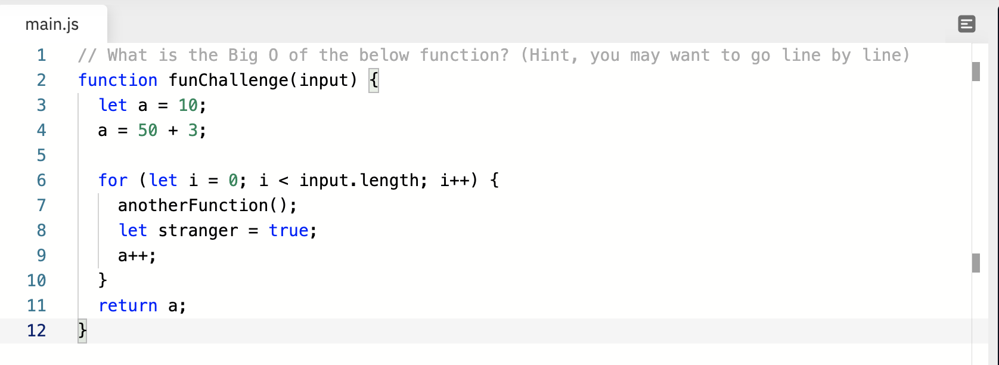 main.js
1 // What is the Big O of the below function? (Hint, you may want to go line by line)
2 function funChallenge(input) {
3 let a = 10;
4 a = 50 + 3;
5
6 for (let i = 0; i < input.length; i++) {
7 anotherFunction();
8 let stranger = true;
9 a++;
10 }
11 return a;
12 }